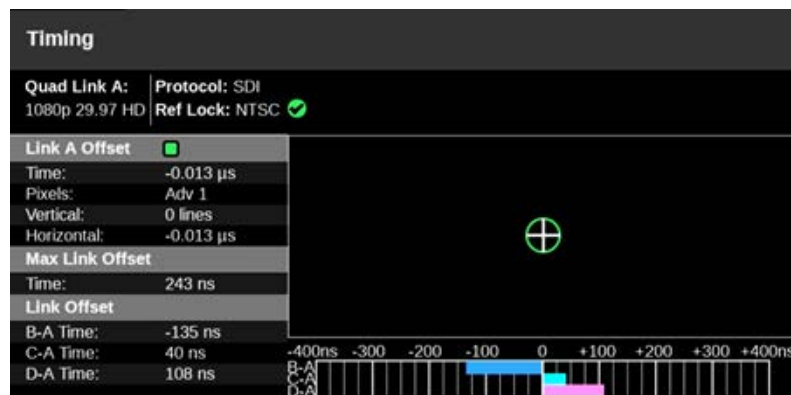 Timing
Quad Link A: Protocol: SDI
1080p 29.97 HD Ref Lock: NTSC
Link A Offset
Time: -0.013 µs
Pixels: Adv 1
Vertical: 0 lines
Horizontal: -0.013 µs
Max Link Offset
Time: 243 ns
Link Offset
B-A Time: -135 ns
C-A Time: 40 ns
D-A Time: 108 ns
-400ns -300 -200 -100 0 +100 +200 +300 +400ns
B-A
C-A
D-A